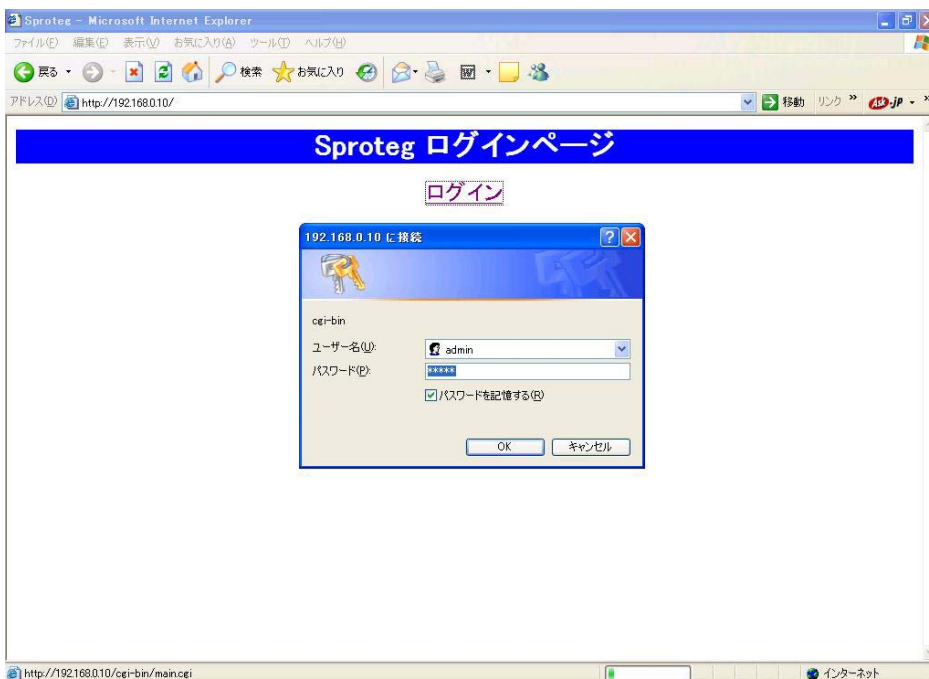 Sproteg - Microsoft Internet Explorer
ファイル(F) 編集(E) 表示(V) お気に入り(A) ツール(T) ヘルプ(H)
戻る 検索 お気に入り
アドレス(D) http://192.168.0.10/ 移動 リンク »
Sproteg ログインページ
ログイン
192.168.0.10 に接続
cgi-bin
ユーザー名(U): admin
パスワード(P): *****
パスワードを記憶する(R)
OK キャンセル
http://192.168.0.10/cgi-bin/main.cgi インターネット